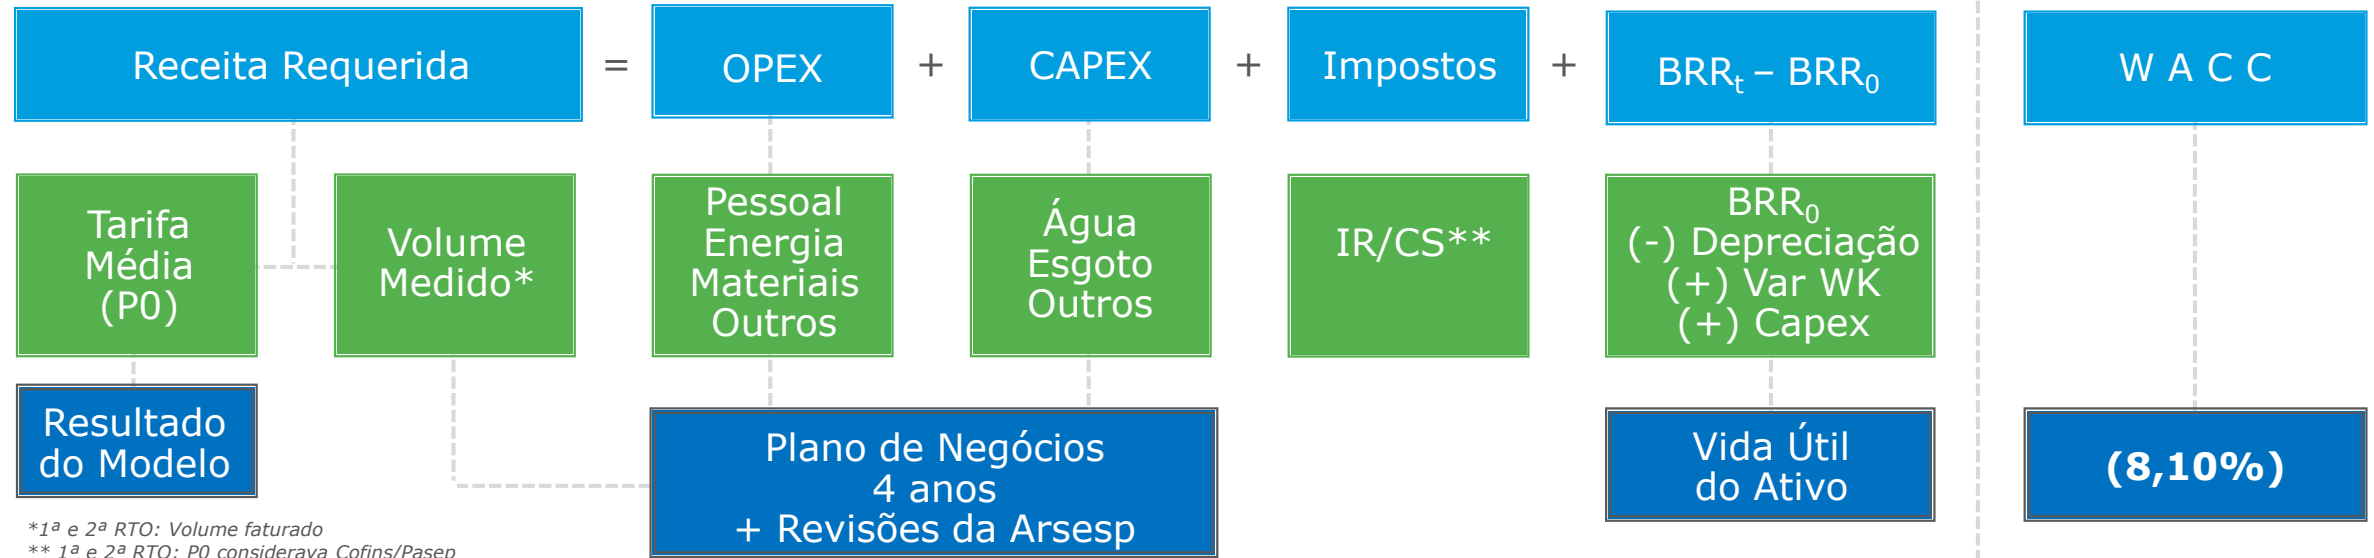 Receita Requerida = OPEX + CAPEX + Impostos + BRRₜ – BRR₀
W A C C
Tarifa
Média
(P0)
Volume
Medido*
Pessoal
Energia
Materiais
Outros
Água
Esgoto
Outros
IR/CS**
BRR₀
(-) Depreciação
(+) Var WK
(+) Capex
Resultado
do Modelo
Plano de Negócios
4 anos
+ Revisões da Arsesp
Vida Útil
do Ativo
(8,10%)
*1ª e 2ª RTO: Volume faturado
** 1ª e 2ª RTO: P0 considerava Cofins/Pasep